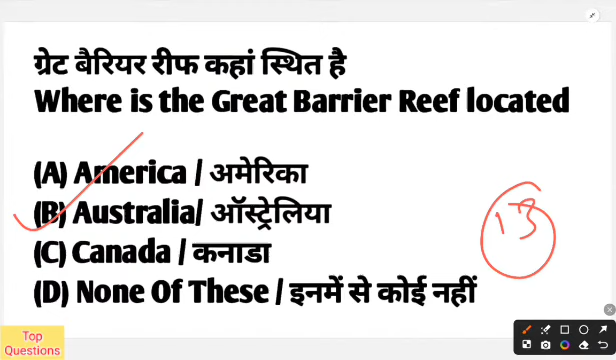 ग्रेट बैरियर रीफ कहां स्थित है
Where is the Great Barrier Reef located
(A) America / अमेरिका
(B) Australia/ ऑस्ट्रेलिया
(C) Canada / कनाडा
(D) None Of These / इनमें से कोई नहीं
13
Top
Questions